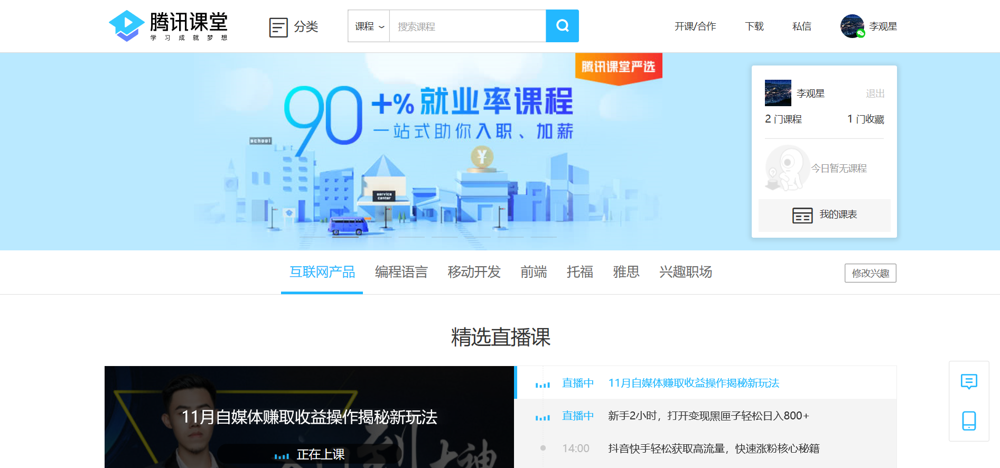 腾讯课堂
学习成就梦想
分类
课程
搜索课程
开课/合作
下载
私信
李观星
腾讯课堂严选
90+%就业率课程
一站式助你入职、加薪
school
service
center
¥
李观星
退出
2 门课程
1 门收藏
今日暂无课程
我的课表
互联网产品
编程语言
移动开发
前端
托福
雅思
兴趣职场
修改兴趣
精选直播课
11月自媒体赚取收益操作揭秘新玩法
正在上课
直播中
11月自媒体赚取收益操作揭秘新玩法
直播中
新手2小时，打开变现黑匣子轻松日入800+
14:00
抖音快手轻松获取高流量，快速涨粉核心秘籍